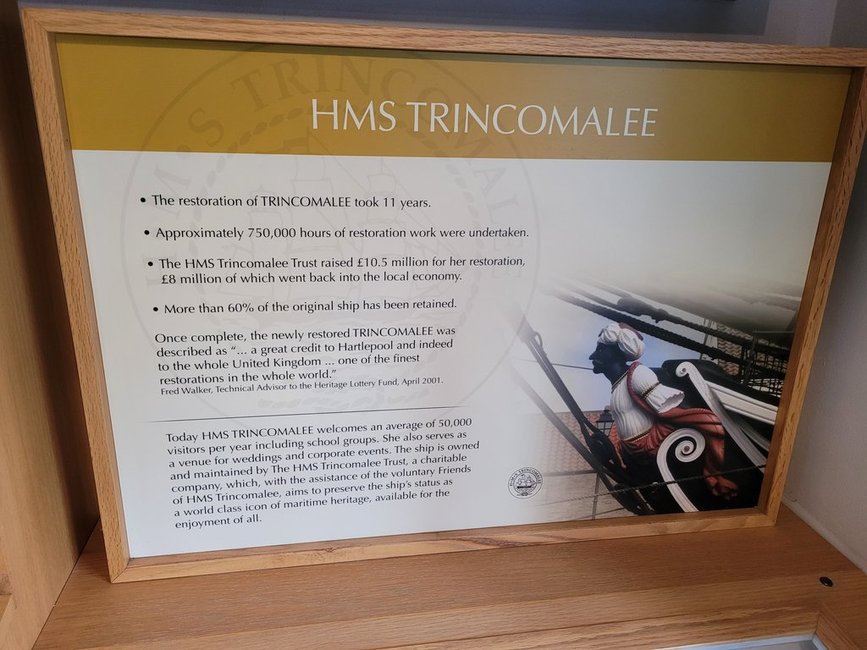 HMS TRINCOMALEE
• The restoration of TRINCOMALEE took 11 years.
• Approximately 750,000 hours of restoration work were undertaken.
• The HMS Trincomalee Trust raised £10.5 million for her restoration,
£8 million of which went back into the local economy.
• More than 60% of the original ship has been retained.
Once complete, the newly restored TRINCOMALEE was
described as “... a great credit to Hartlepool and indeed
to the whole United Kingdom ... one of the finest
restorations in the whole world.”
Fred Walker, Technical Advisor to the Heritage Lottery Fund, April 2001.
Today HMS TRINCOMALEE welcomes an average of 50,000
visitors per year including school groups. She also serves as
a venue for weddings and corporate events. The ship is owned
and maintained by The HMS Trincomalee Trust, a charitable
company, which, with the assistance of the voluntary Friends
of HMS Trincomalee, aims to preserve the ship's status as
a world class icon of maritime heritage, available for the
enjoyment of all.